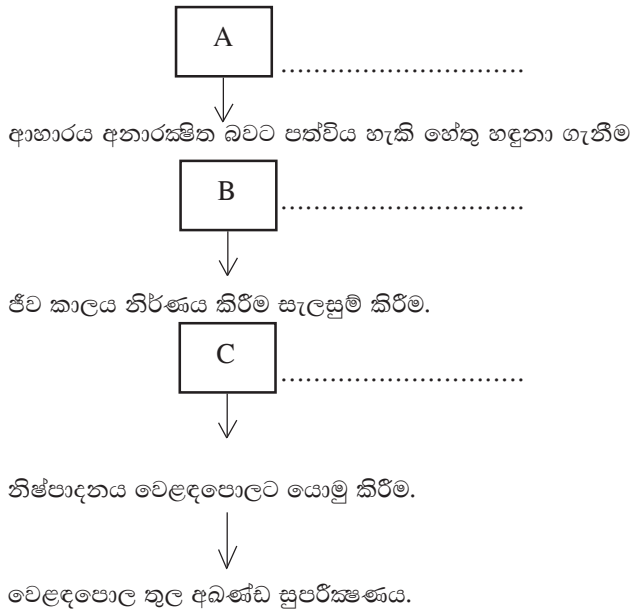 A
..............................
ආහාරය අනාරක්‍ෂිත බවට පත්විය හැකි හේතු හඳුනා ගැනීම
B
..............................
ජීව කාලය නිර්ණය කිරීම සැලසුම් කිරීම.
C
..............................
නිෂ්පාදනය වෙළඳපොලට යොමු කිරීම.
වෙළඳපොල තුල අඛණ්ඩ සුපරීක්‍ෂණය.